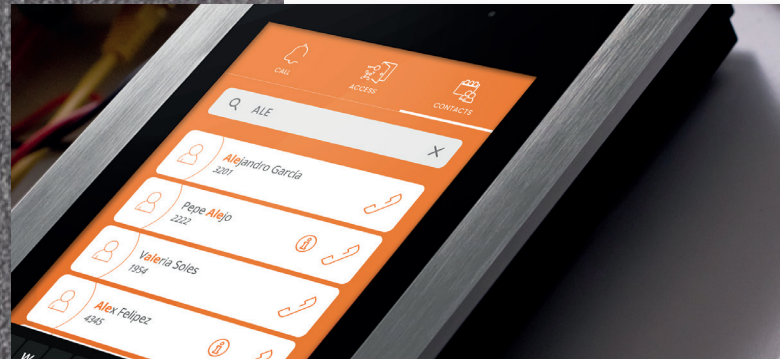 CALL
ACCESS
CONTACTS
ALE
Alejandro García
3201
Pepe Alejo
2222
Valeria Soles
1954
Alex Felipez
4345
W